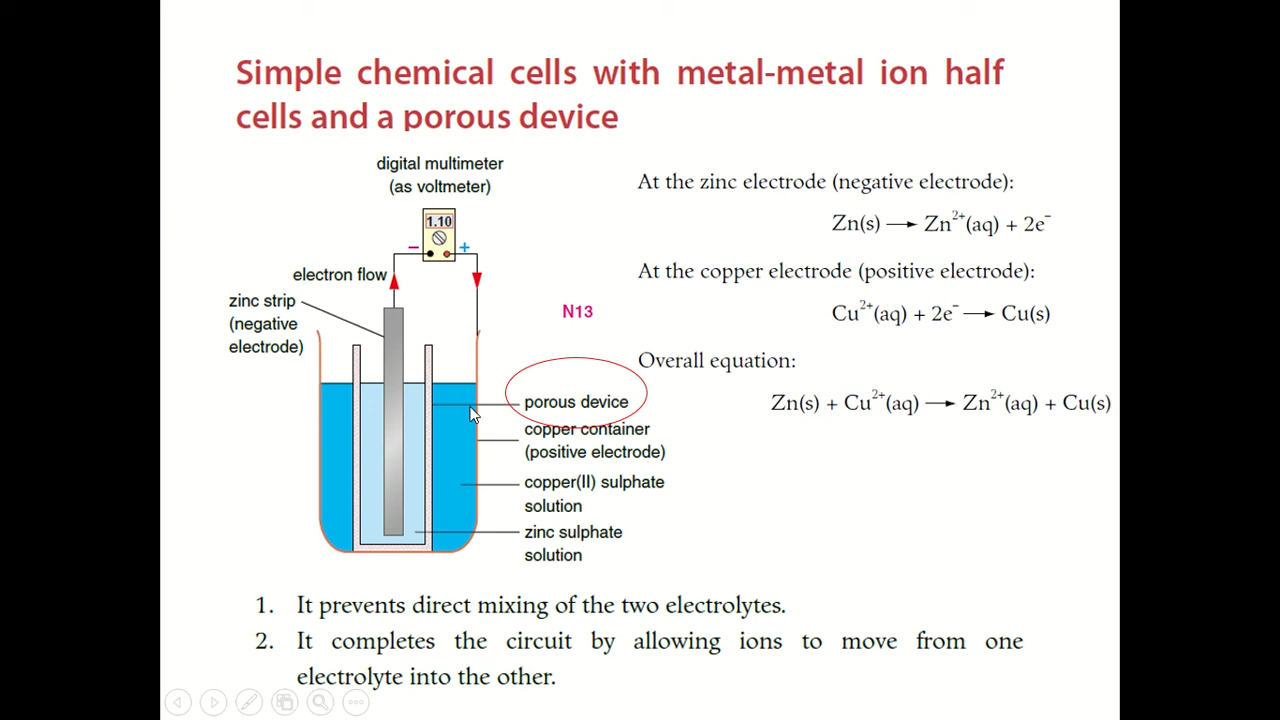 Simple chemical cells with metal-metal ion half
cells and a porous device
digital multimeter
(as voltmeter)
1.10
− +
electron flow
zinc strip
(negative
electrode)
N13
porous device
copper container
(positive electrode)
copper(II) sulphate
solution
zinc sulphate
solution
At the zinc electrode (negative electrode):
Zn(s) ⟶ Zn²⁺(aq) + 2e⁻
At the copper electrode (positive electrode):
Cu²⁺(aq) + 2e⁻ ⟶ Cu(s)
Overall equation:
Zn(s) + Cu²⁺(aq) ⟶ Zn²⁺(aq) + Cu(s)
1. It prevents direct mixing of the two electrolytes.
2. It completes the circuit by allowing ions to move from one
electrolyte into the other.